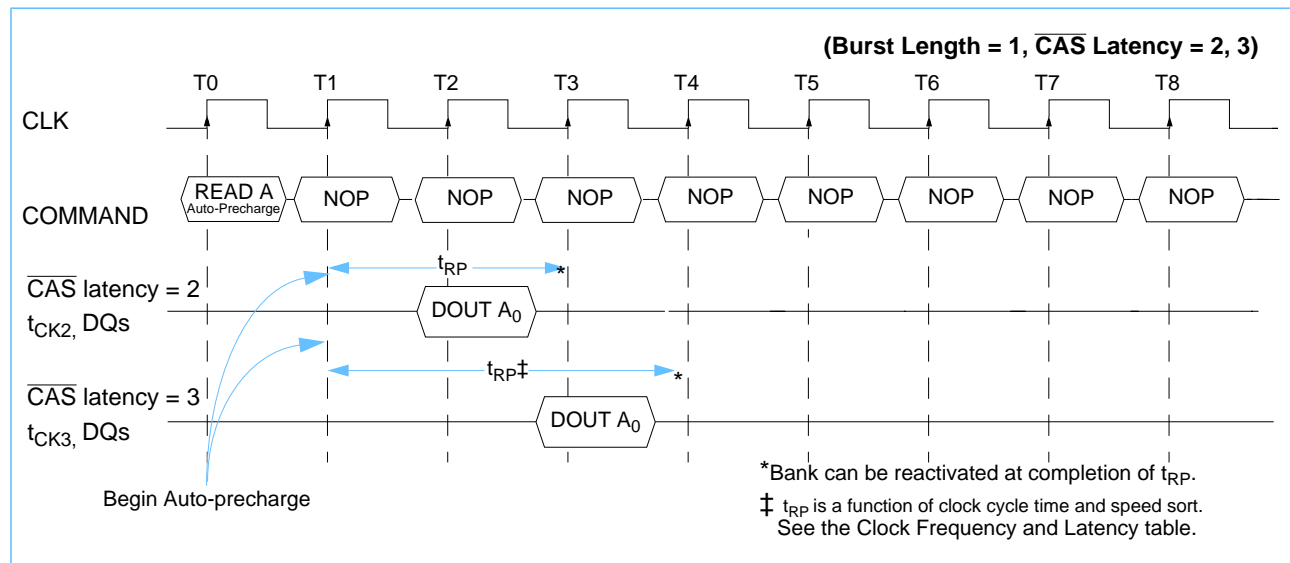 (Burst Length = 1, CAS Latency = 2, 3)
T0 T1 T2 T3 T4 T5 T6 T7 T8
CLK
COMMAND
READ A NOP NOP NOP NOP NOP NOP NOP NOP
Auto-Precharge
tRP
*
CAS latency = 2
tCK2, DQs
DOUT A0
tRP‡
*
CAS latency = 3
tCK3, DQs
DOUT A0
Begin Auto-precharge
*Bank can be reactivated at completion of tRP.
‡ tRP is a function of clock cycle time and speed sort.
See the Clock Frequency and Latency table.